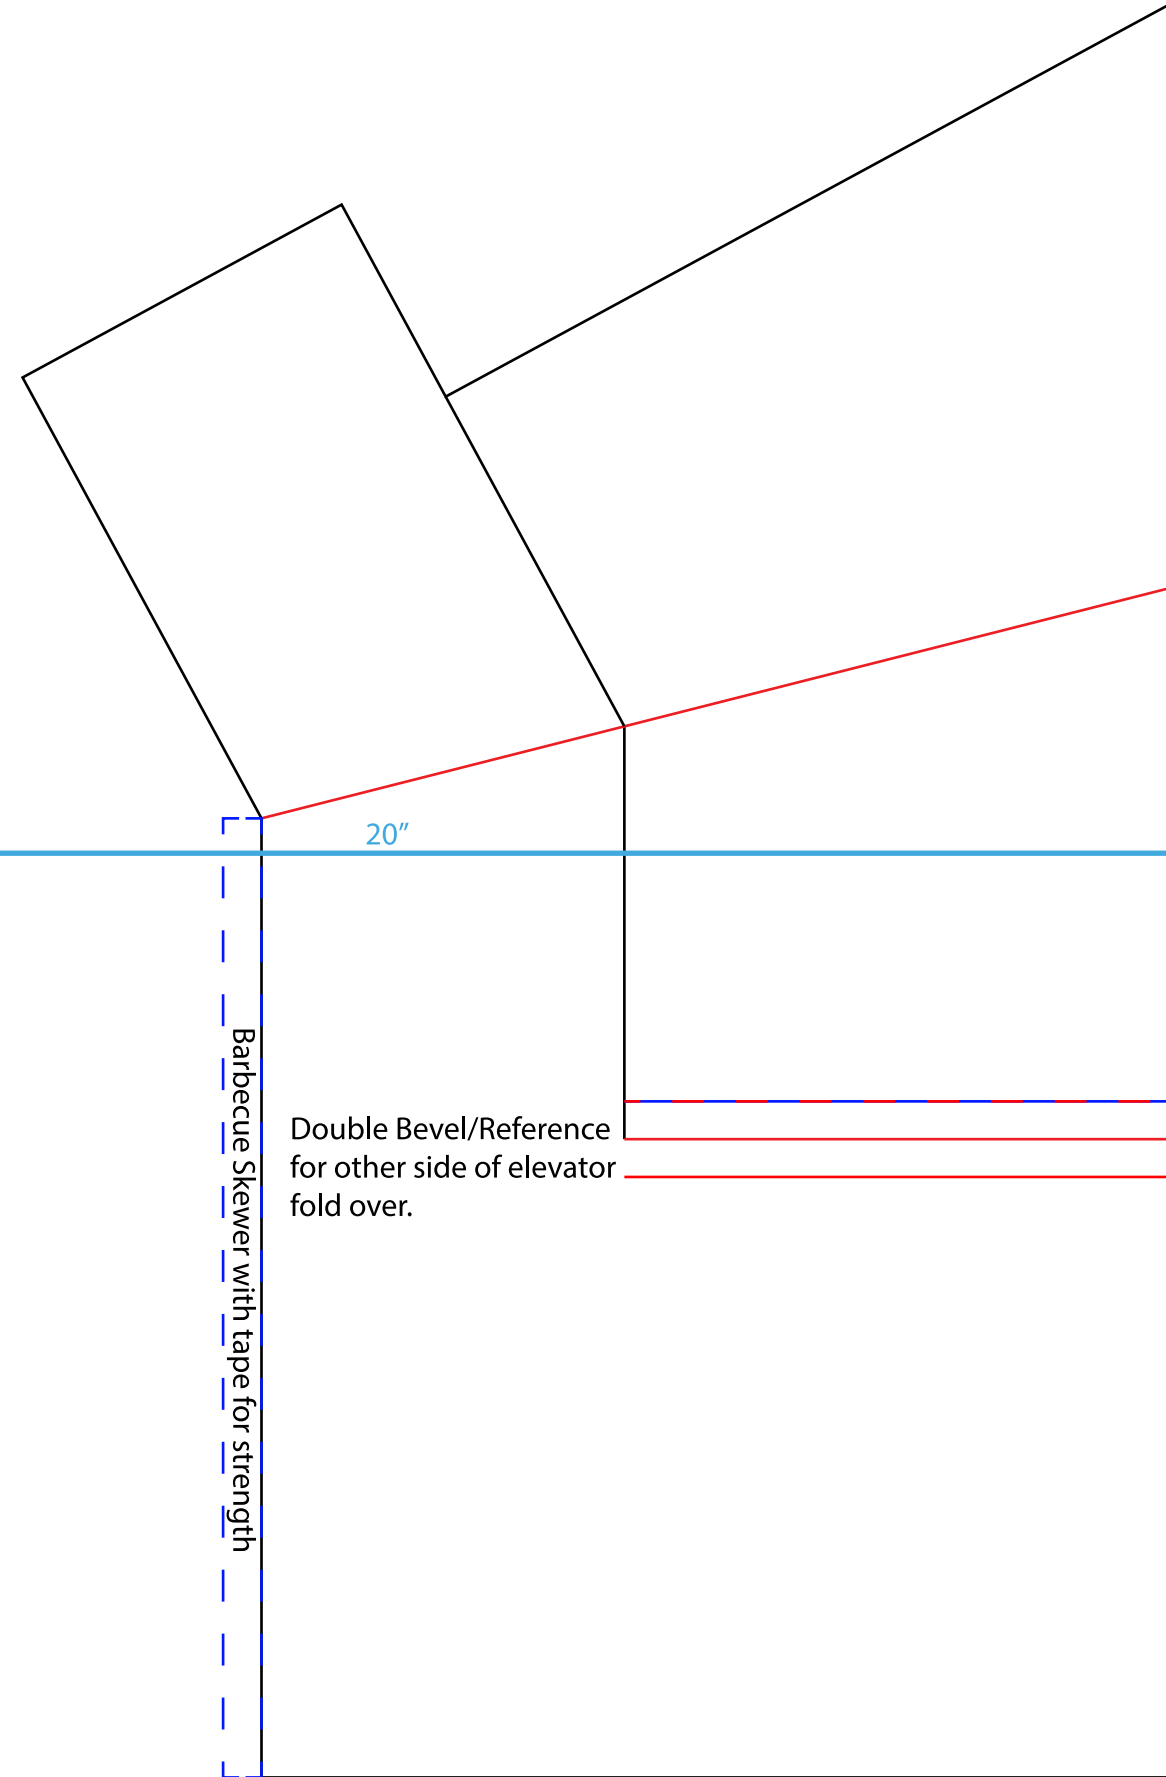 20″
Barbecue Skewer with tape for strength
Double Bevel/Reference
for other side of elevator
fold over.